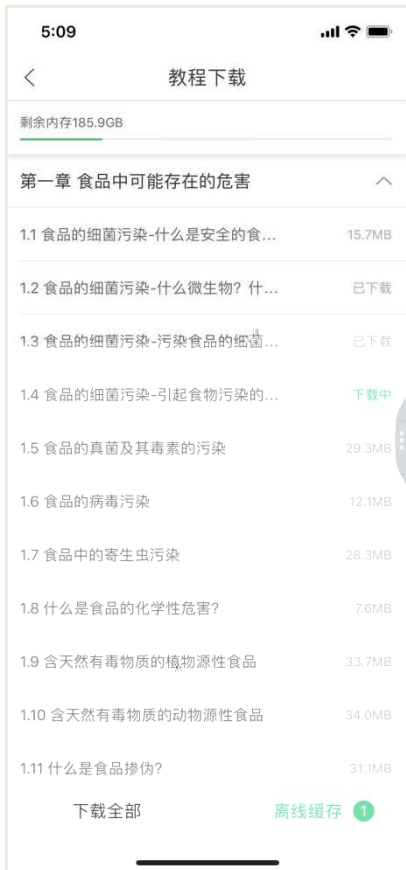 5:09
教程下载
剩余内存185.9GB
第一章 食品中可能存在的危害
1.1 食品的细菌污染-什么是安全的食... 15.7MB
1.2 食品的细菌污染-什么微生物？什... 已下载
1.3 食品的细菌污染-污染食品的细菌... 已下载
1.4 食品的细菌污染-引起食物污染的... 下载中
1.5 食品的真菌及其毒素的污染 29.3MB
1.6 食品的病毒污染 12.1MB
1.7 食品中的寄生虫污染 28.3MB
1.8 什么是食品的化学性危害? 7.6MB
1.9 含天然有毒物质的植物源性食品 33.7MB
1.10 含天然有毒物质的动物源性食品 34.0MB
1.11 什么是食品掺伪? 31.1MB
下载全部 离线缓存 1